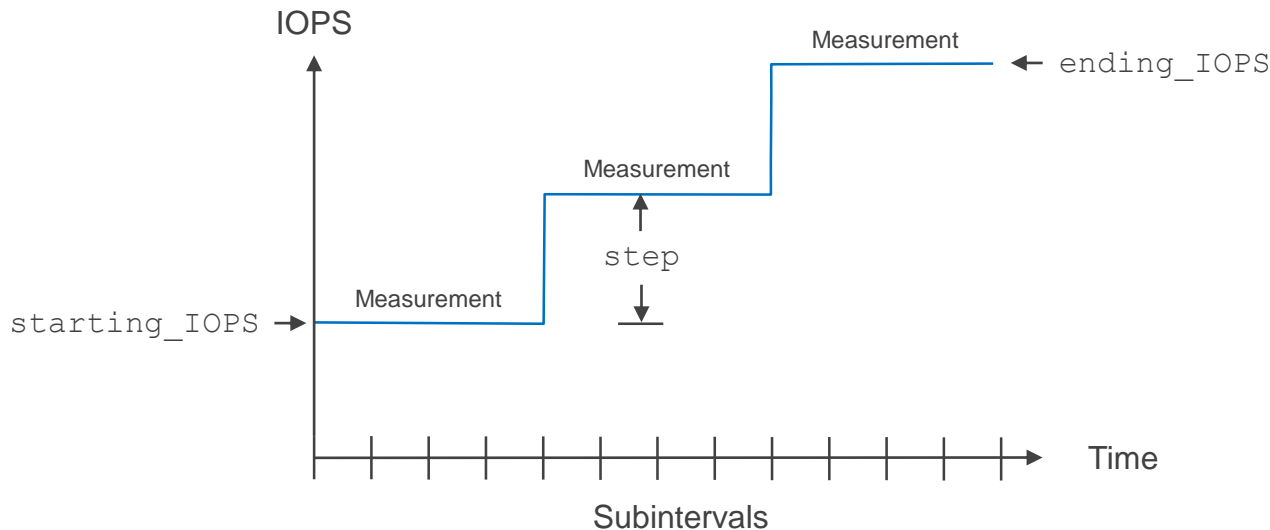 IOPS
Measurement
ending_IOPS
Measurement
step
Measurement
starting_IOPS
Time
Subintervals